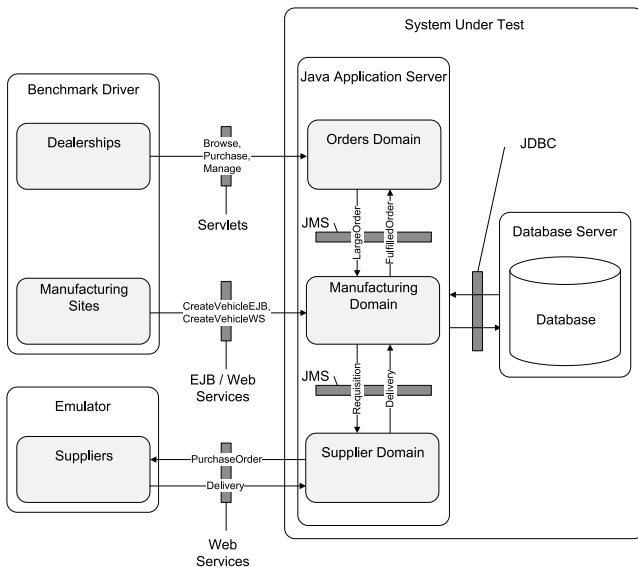 System Under Test
Benchmark Driver
Java Application Server
Dealerships
Browse,
Purchase,
Manage
Orders Domain
JDBC
Servlets
JMS
LargeOrder
FulfilledOrder
Database Server
Manufacturing
Sites
CreateVehicleEJB,
CreateVehicleWS
Manufacturing
Domain
Database
EJB / Web
Services
JMS
Requisition
Delivery
Emulator
Suppliers
PurchaseOrder
Delivery
Supplier Domain
Web
Services